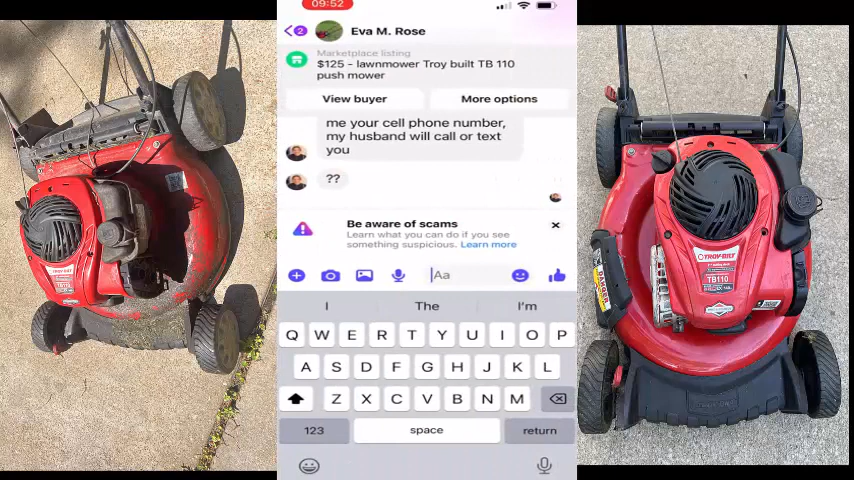 09:52
2
Eva M. Rose
Marketplace listing
$125 - lawnmower Troy built TB 110
push mower
View buyer
More options
me your cell phone number,
my husband will call or text
you
??
Be aware of scams
Learn what you can do if you see
something suspicious. Learn more
Aa
I The I'm
Q W E R T Y U I O P
A S D F G H J K L
Z X C V B N M
123 space return
TROY-BILT
TB110
DANGER